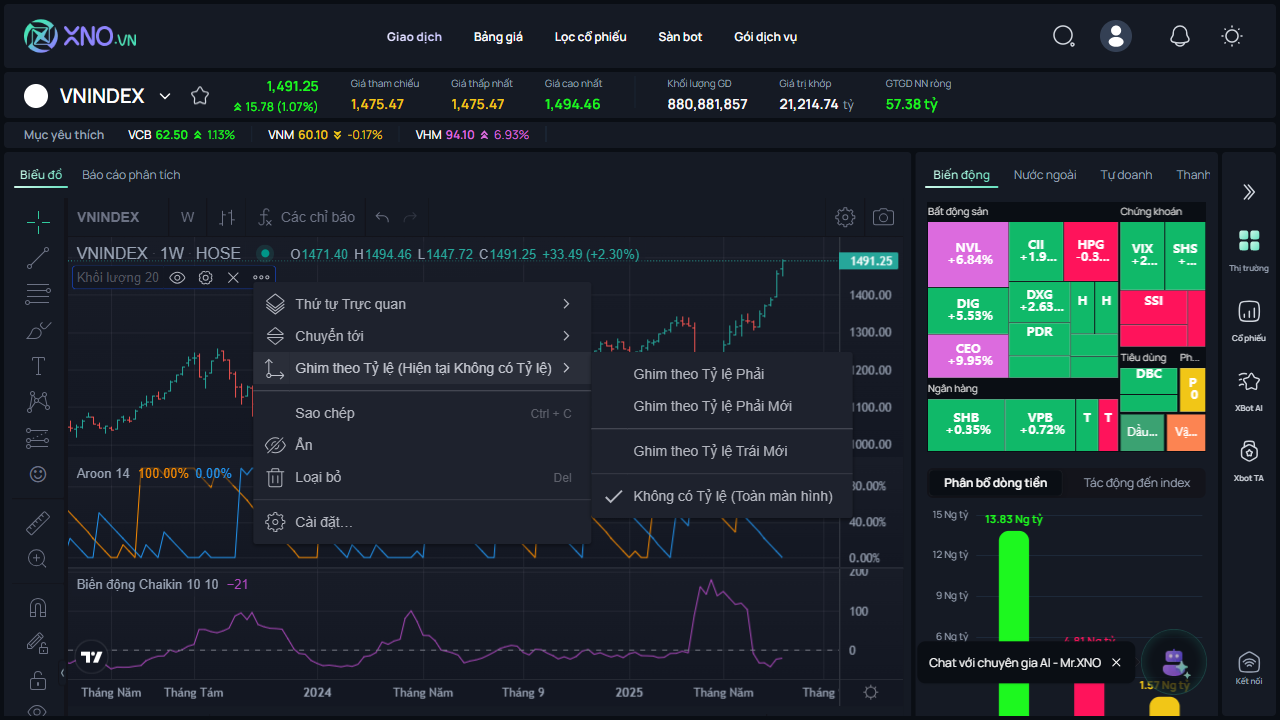 XNO.VN
Giao dịch
Bảng giá
Lọc cổ phiếu
Sàn bot
Gói dịch vụ
VNINDEX
1,491.25
15.78 (1.07%)
Giá tham chiếu
1,475.47
Giá thấp nhất
1,475.47
Giá cao nhất
1,494.46
Khối lượng GD
880,881,857
Giá trị khớp
21,214.74 tỷ
GTGD NN ròng
57.38 tỷ
Mục yêu thích
VCB 62.50 1.13%
VNM 60.10 -0.17%
VHM 94.10 6.93%
Biểu đồ
Báo cáo phân tích
VNINDEX
W
Các chỉ báo
VNINDEX · 1W · HOSE
O1471.40 H1494.46 L1447.72 C1491.25 +33.49 (+2.30%)
Khối lượng 20
Thứ tự Trực quan
Chuyển tới
Ghim theo Tỷ lệ (Hiện tại Không có Tỷ lệ)
Sao chép
Ctrl + C
Ẩn
Loại bỏ
Del
Cài đặt...
Ghim theo Tỷ lệ Phải
Ghim theo Tỷ lệ Phải Mới
Ghim theo Tỷ lệ Trái Mới
Không có Tỷ lệ (Toàn màn hình)
1491.25
1400.00
1300.00
1200.00
1100.00
1000.00
Aroon 14 100.00% 0.00%
80.00%
40.00%
0.00%
Biên động Chaikin 10 10 −21
200
100
0
Tháng Năm
Tháng Tám
2024
Tháng Năm
Tháng 9
2025
Tháng Năm
Tháng
Biến động
Nước ngoài
Tự doanh
Thanh
Bất động sản
Chứng khoán
NVL
+6.84%
CII
+1.9...
HPG
-0.3...
VIX
+2...
SHS
+...
DIG
+5.53%
DXG
+2.63...
H
H
SSI
PDR
CEO
+9.95%
Tiêu dùng
Ph...
DBC
P
0
Ngân hàng
SHB
+0.35%
VPB
+0.72%
T
T
Dầu...
Vậ...
Phân bổ dòng tiền
Tác động đến index
15 Ng tỷ
12 Ng tỷ
9 Ng tỷ
6 Ng tỷ
13.83 Ng tỷ
4.81 Ng tỷ
1.57 Ng tỷ
Chat với chuyên gia AI - Mr.XNO
Thị trường
Cổ phiếu
XBot AI
Xbot TA
Kết nối